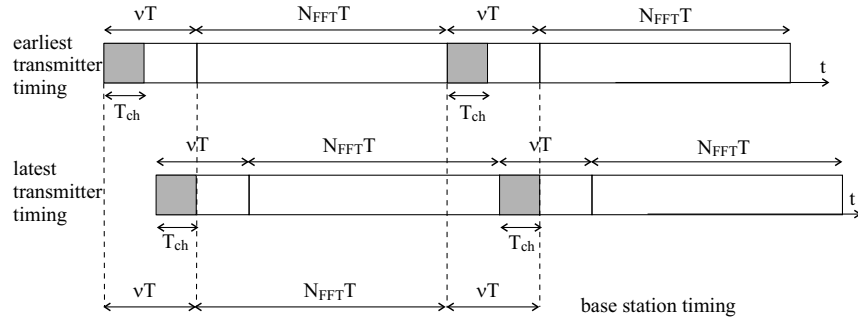 νT N_FFT T νT N_FFT T
earliest
transmitter
timing
t
T_ch T_ch
νT N_FFT T νT N_FFT T
latest
transmitter
timing
t
T_ch T_ch
νT N_FFT T νT base station timing